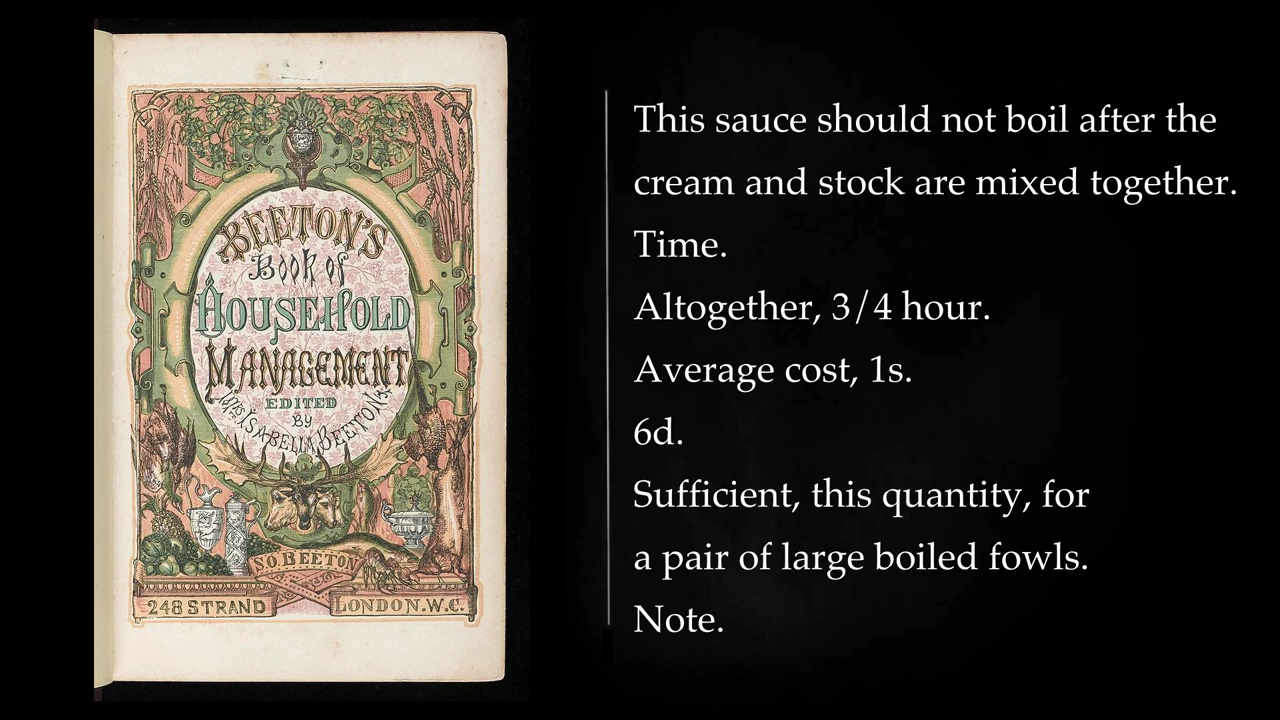 BEETON'S
Book of
HOUSEHOLD
MANAGEMENT
EDITED
BY
MRS ISABELLA BEETON
S.O. BEETON
248 STRAND
LONDON. W.C.
This sauce should not boil after the
cream and stock are mixed together.
Time.
Altogether, 3/4 hour.
Average cost, 1s.
6d.
Sufficient, this quantity, for
a pair of large boiled fowls.
Note.